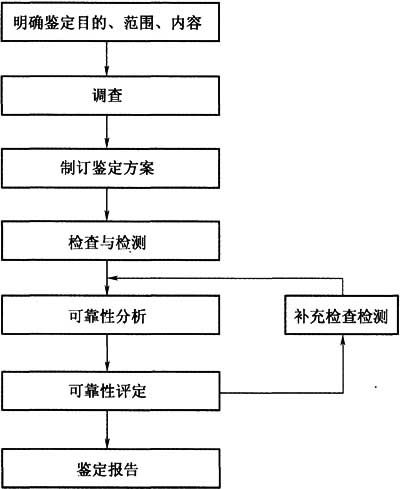 明确鉴定目的、范围、内容
调查
制订鉴定方案
检查与检测
可靠性分析
补充检查检测
可靠性评定
鉴定报告